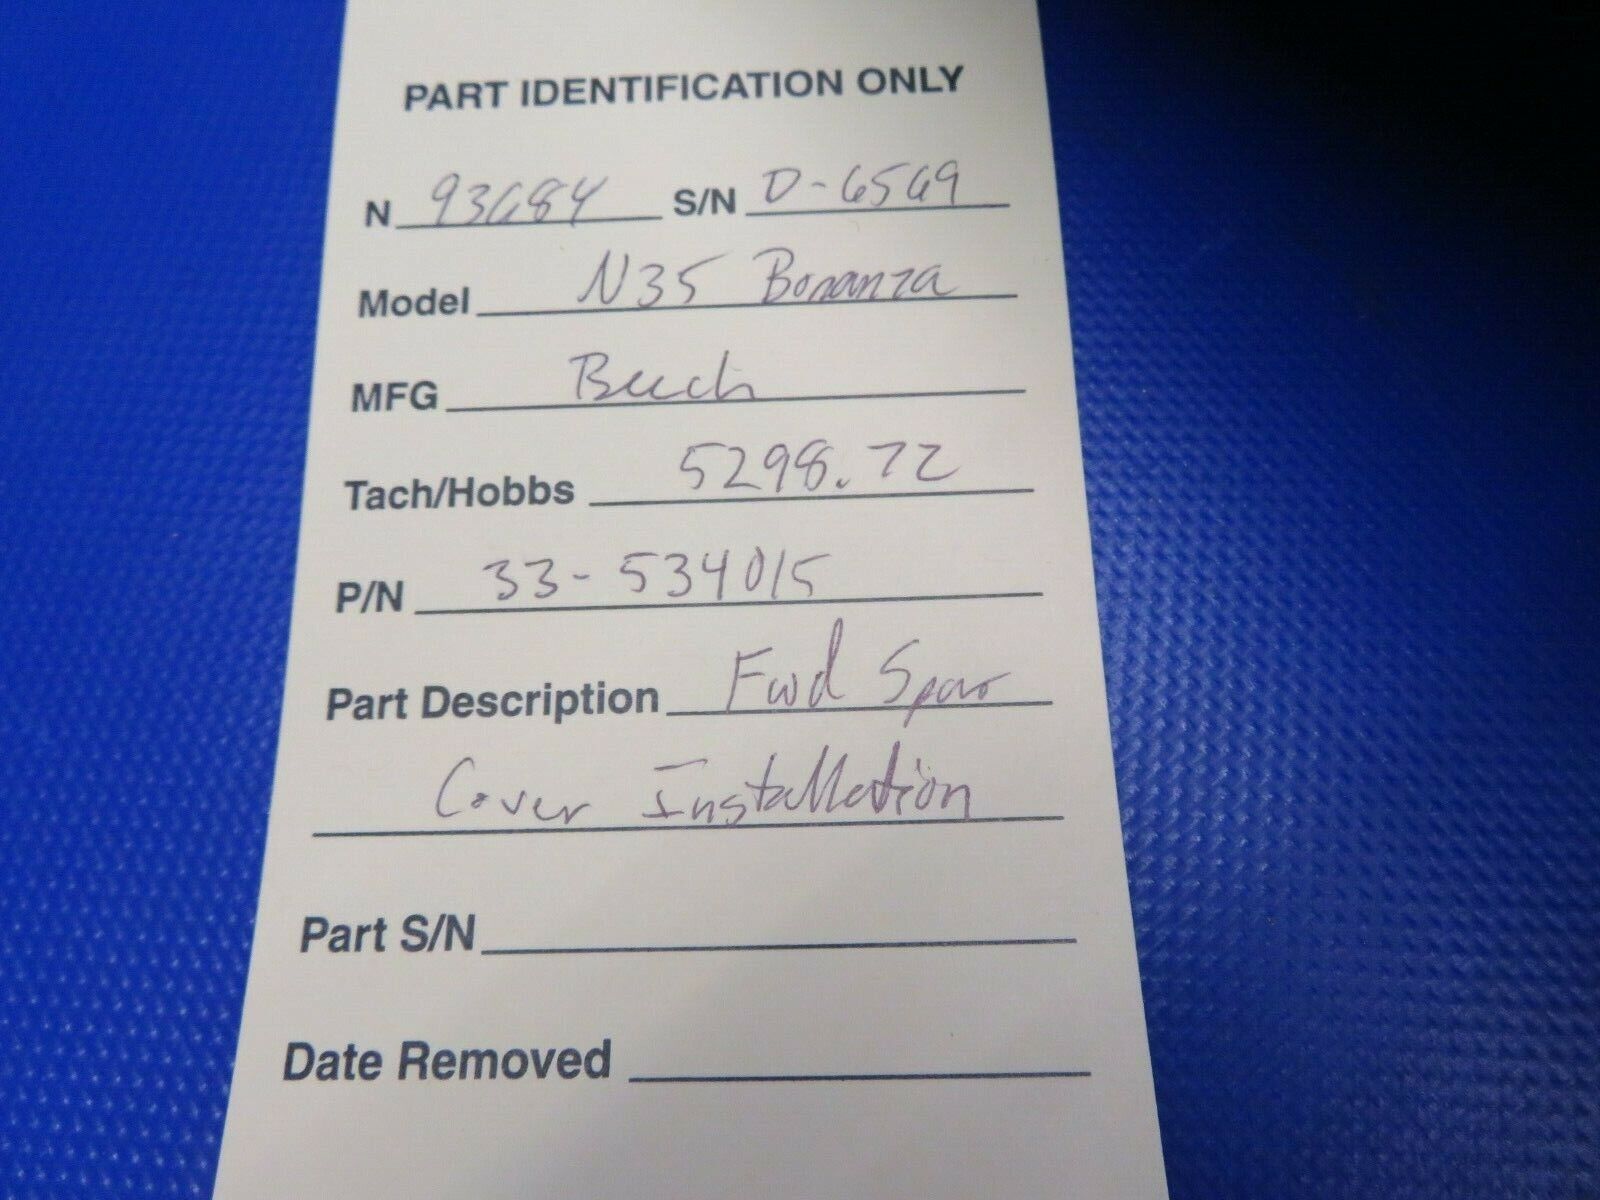 PART IDENTIFICATION ONLY
N 93684 S/N D-6569
Model N35 Bonanza
MFG Beech
Tach/Hobbs 5298.72
P/N 33-534015
Part Description Fwd Spar
Cover Installation
Part S/N
Date Removed